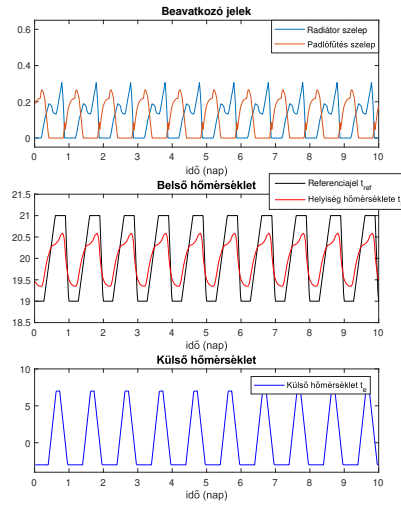 Beavatkozó jelek
Radiátor szelep
Padlófűtés szelep
0.6
0.4
0.2
0
0 1 2 3 4 5 6 7 8 9 10
idő (nap)
Belső hőmérséklet
Referenciajel t_ref
Helyiség hőmérséklete t
21.5
21
20.5
20
19.5
19
18.5
0 1 2 3 4 5 6 7 8 9 10
idő (nap)
Külső hőmérséklet
Külső hőmérséklet t_e
10
5
0
0 1 2 3 4 5 6 7 8 9 10
idő (nap)